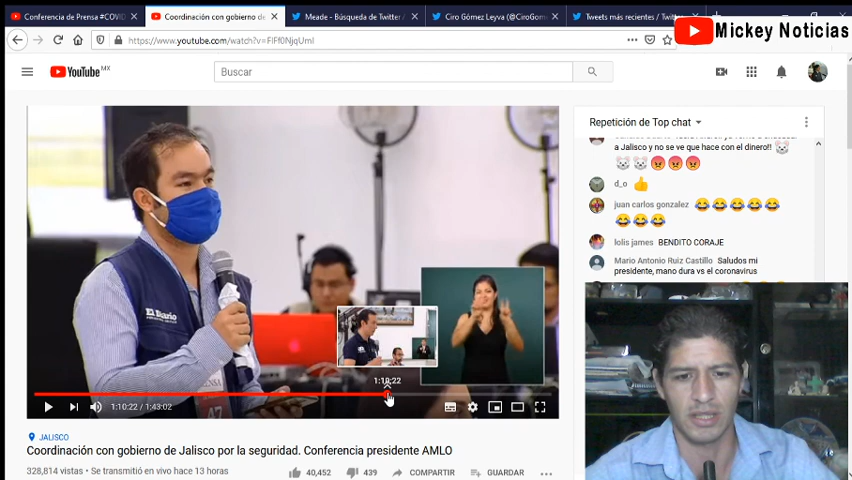 Conferencia de Prensa #COVID
Coordinación con gobierno de J
Meade - Búsqueda de Twitter /
Ciro Gómez Leyva (@CiroGome
Tweets más recientes / Twitte
Mickey Noticias
https://www.youtube.com/watch?v=FlFf0NjqUmI
YouTube MX
Buscar
Repetición de Top chat
a Jalisco y no se ve que hace con el dinero!!
d_o
juan carlos gonzalez
lolis james BENDITO CORAJE
Mario Antonio Ruiz Castillo Saludos mi
presidente, mano dura vs el coronavirus
El Diario
PRENSA
A7
1:10:22
1:10:22 / 1:43:02
JALISCO
Coordinación con gobierno de Jalisco por la seguridad. Conferencia presidente AMLO
328,814 vistas • Se transmitió en vivo hace 13 horas
40,452
439
COMPARTIR
GUARDAR